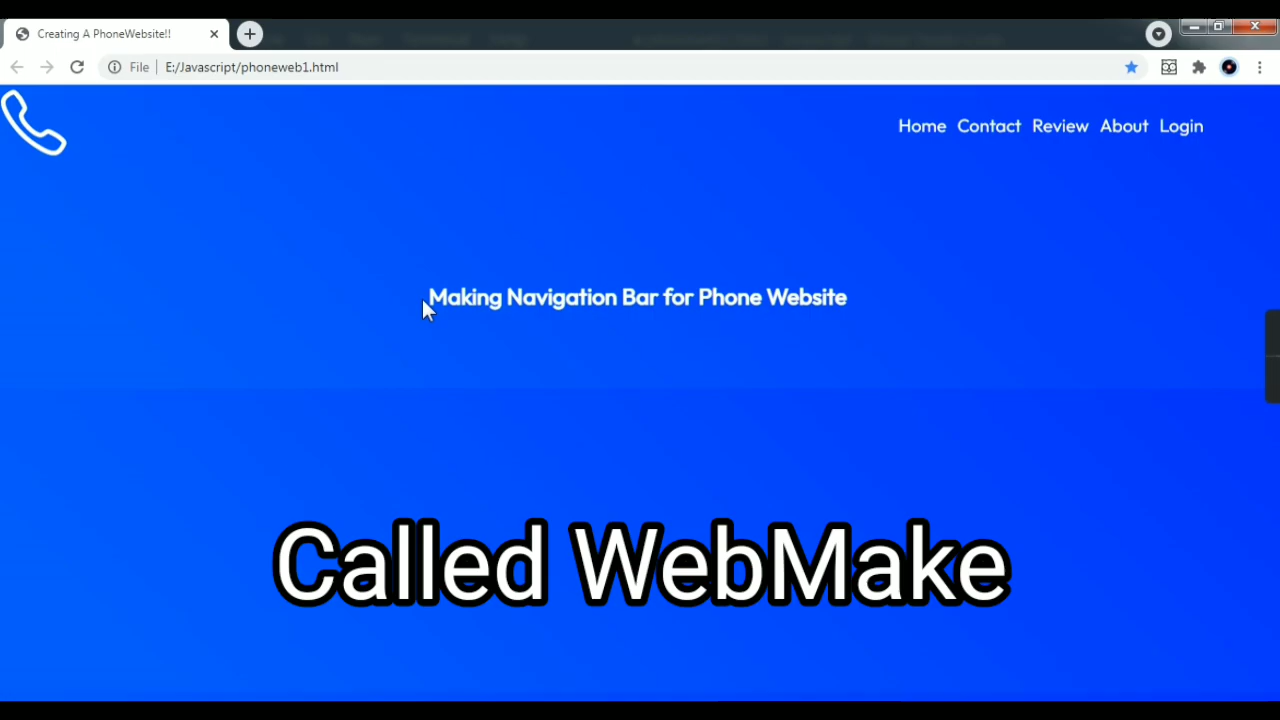 Creating A PhoneWebsite!!
File
E:/Javascript/phoneweb1.html
Home Contact Review About Login
Making Navigation Bar for Phone Website
Called WebMake